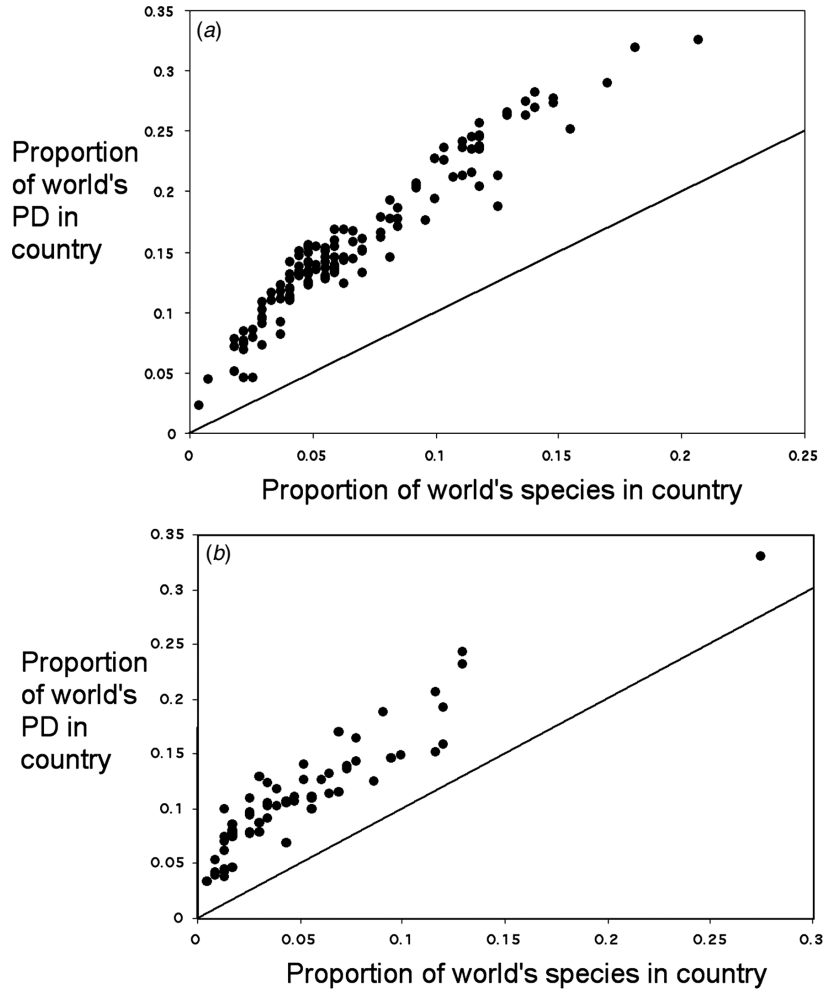 (a)
0.35
0.3
0.25
0.2
0.15
0.1
0.05
0
Proportion
of world's
PD in
country
0 0.05 0.1 0.15 0.2 0.25
Proportion of world's species in country
(b)
0.35
0.3
0.25
0.2
0.15
0.1
0.05
0
Proportion
of world's
PD in
country
0 0.05 0.1 0.15 0.2 0.25 0.3
Proportion of world's species in country